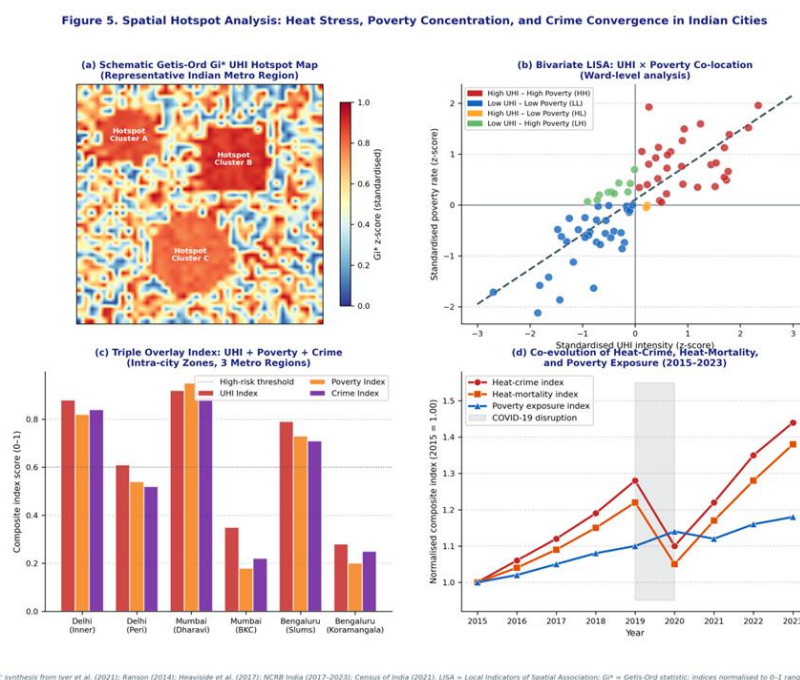 Figure 5. Spatial Hotspot Analysis: Heat Stress, Poverty Concentration, and Crime Convergence in Indian Cities
(a) Schematic Getis-Ord Gi* UHI Hotspot Map
(Representative Indian Metro Region)
Hotspot
Cluster A
Hotspot
Cluster B
Hotspot
Cluster C
1.0
0.8
0.6
0.4
0.2
0.0
Gi* z-score (standardised)
(b) Bivariate LISA: UHI × Poverty Co-location
(Ward-level analysis)
High UHI – High Poverty (HH)
Low UHI – Low Poverty (LL)
High UHI – Low Poverty (HL)
Low UHI – High Poverty (LH)
Standardised poverty rate (z-score)
2
1
0
−1
−2
−3 −2 −1 0 1 2 3
Standardised UHI intensity (z-score)
(c) Triple Overlay Index: UHI + Poverty + Crime
(Intra-city Zones, 3 Metro Regions)
High-risk threshold
UHI Index
Poverty Index
Crime Index
Composite index score (0–1)
0.8
0.6
0.4
0.2
0.0
Delhi
(Inner)
Delhi
(Peri)
Mumbai
(Dharavi)
Mumbai
(BKC)
Bengaluru
(Slums)
Bengaluru
(Koramangala)
(d) Co-evolution of Heat-Crime, Heat-Mortality,
and Poverty Exposure (2015–2023)
Heat-crime index
Heat-mortality index
Poverty exposure index
COVID-19 disruption
Normalised composite index (2015 = 1.00)
1.5
1.4
1.3
1.2
1.1
1.0
2015 2016 2017 2018 2019 2020 2021 2022 2023
Year
' synthesis from Iyer et al. (2021); Ranson (2014); Heaviside et al. (2017); NCRB India (2017–2023); Census of India (2021). LISA = Local Indicators of Spatial Association; Gi* = Getis-Ord statistic; indices normalised to 0–1